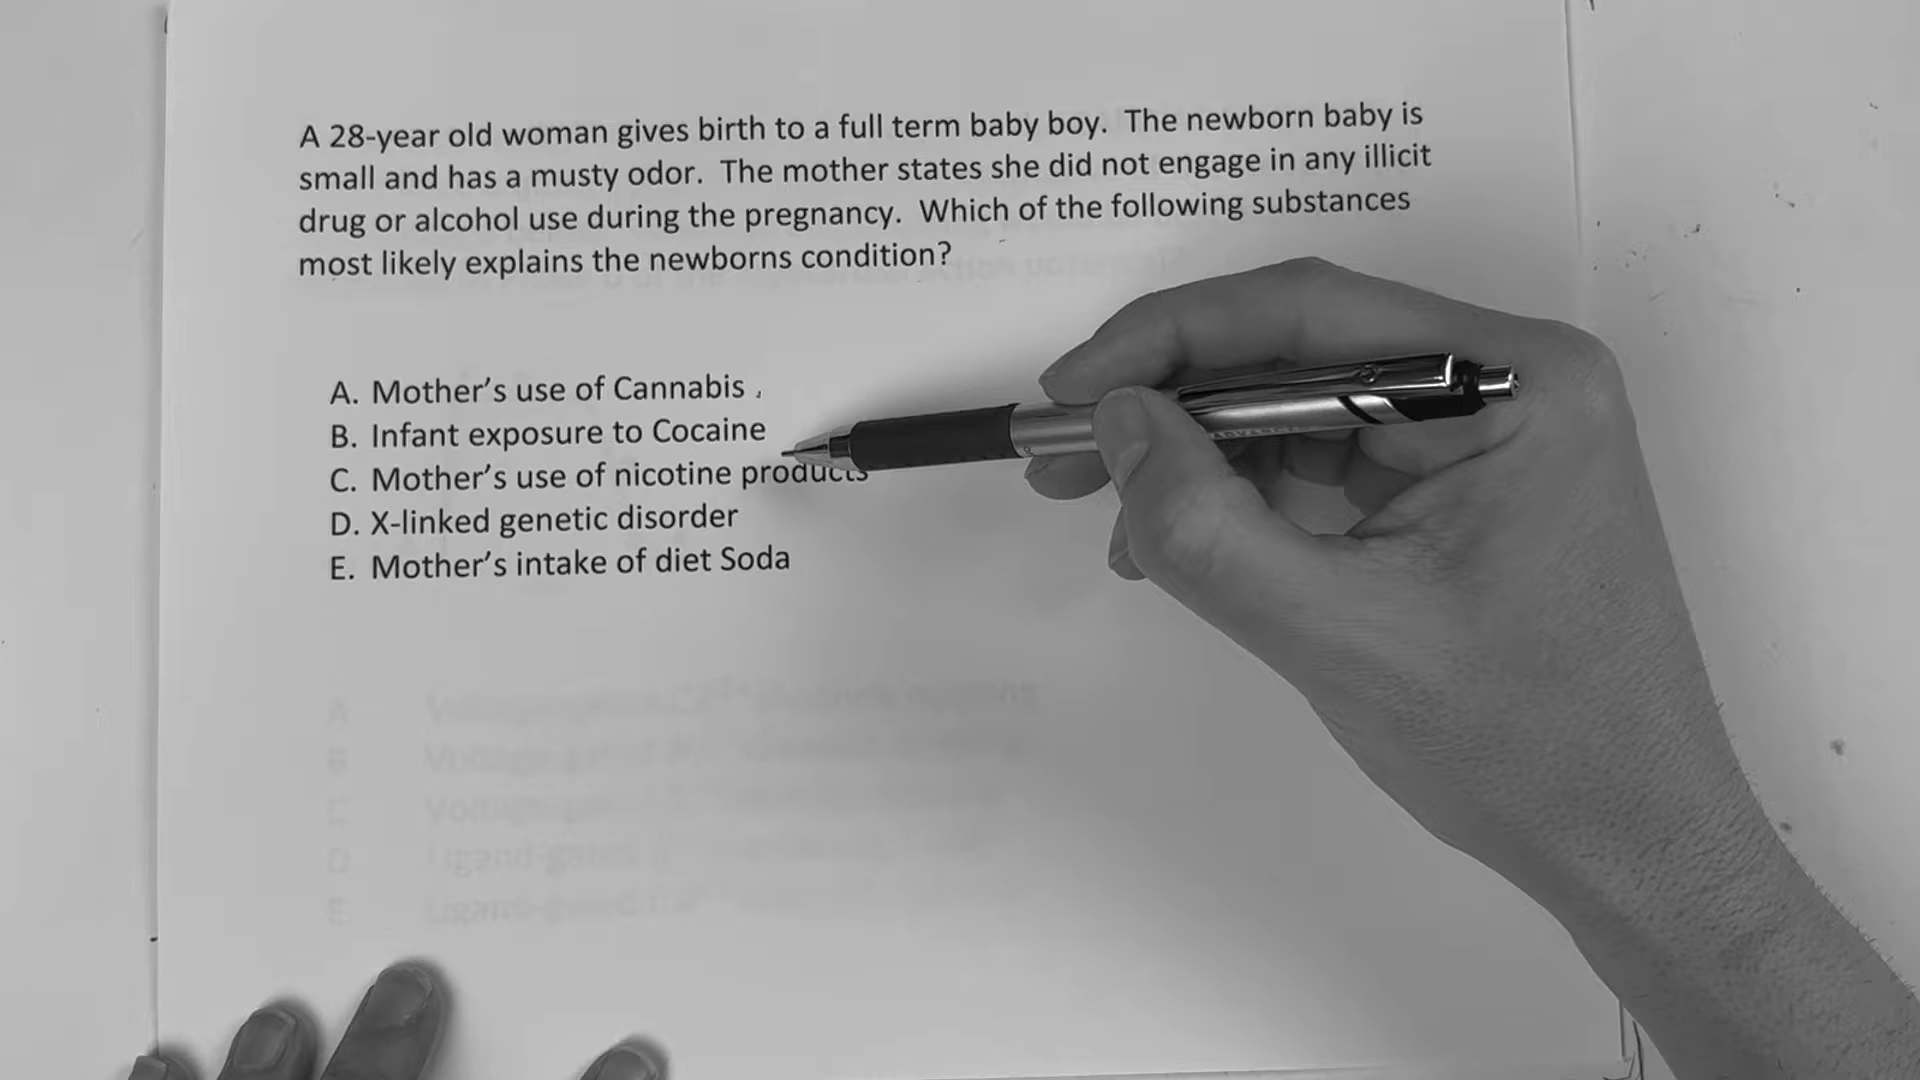 A 28-year old woman gives birth to a full term baby boy. The newborn baby is
small and has a musty odor. The mother states she did not engage in any illicit
drug or alcohol use during the pregnancy. Which of the following substances
most likely explains the newborns condition?
A. Mother's use of Cannabis
B. Infant exposure to Cocaine
C. Mother's use of nicotine products
D. X-linked genetic disorder
E. Mother's intake of diet Soda